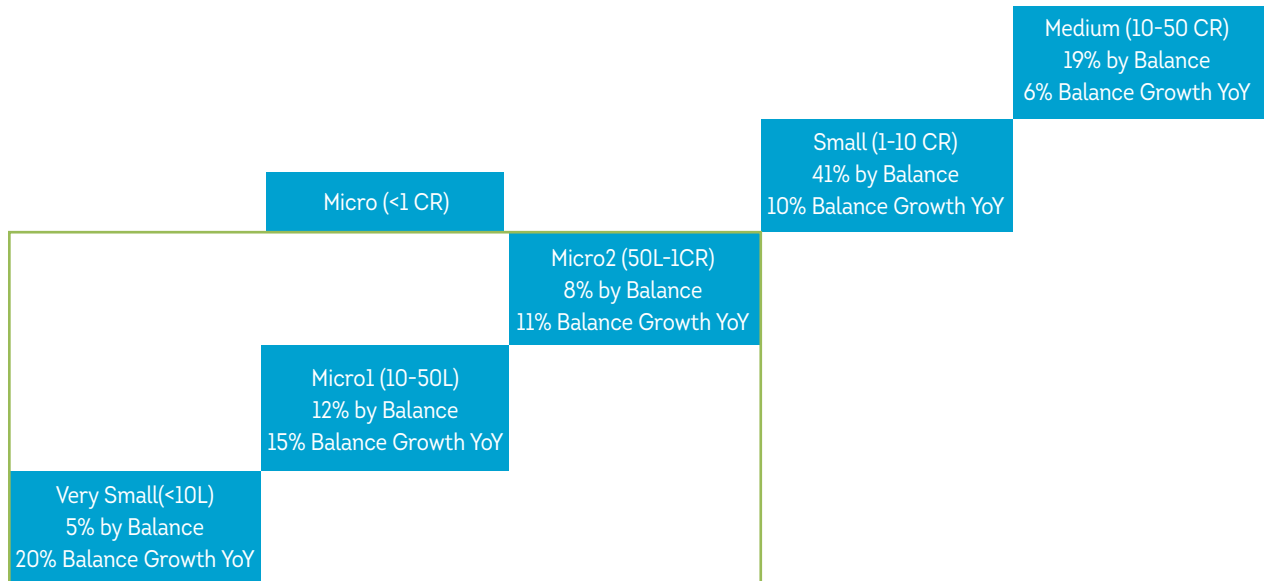 Medium (10-50 CR)
19% by Balance
6% Balance Growth YoY
Small (1-10 CR)
41% by Balance
10% Balance Growth YoY
Micro (<1 CR)
Micro2 (50L-1CR)
8% by Balance
11% Balance Growth YoY
Micro1 (10-50L)
12% by Balance
15% Balance Growth YoY
Very Small(<10L)
5% by Balance
20% Balance Growth YoY